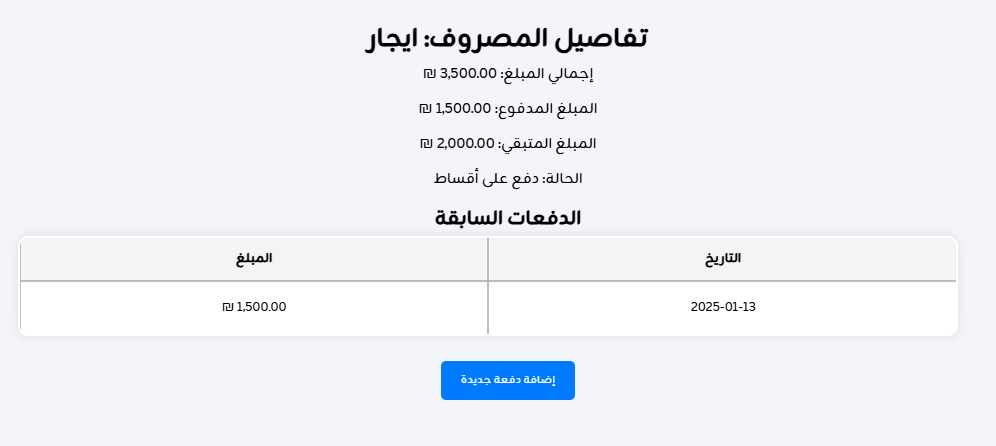 تفاصيل المصروف: ايجار
إجمالي المبلغ: 3,500.00 ₪
المبلغ المدفوع: 1,500.00 ₪
المبلغ المتبقي: 2,000.00 ₪
الحالة: دفع على أقساط
الدفعات السابقة
التاريخ المبلغ
2025-01-13 1,500.00 ₪
إضافة دفعة جديدة